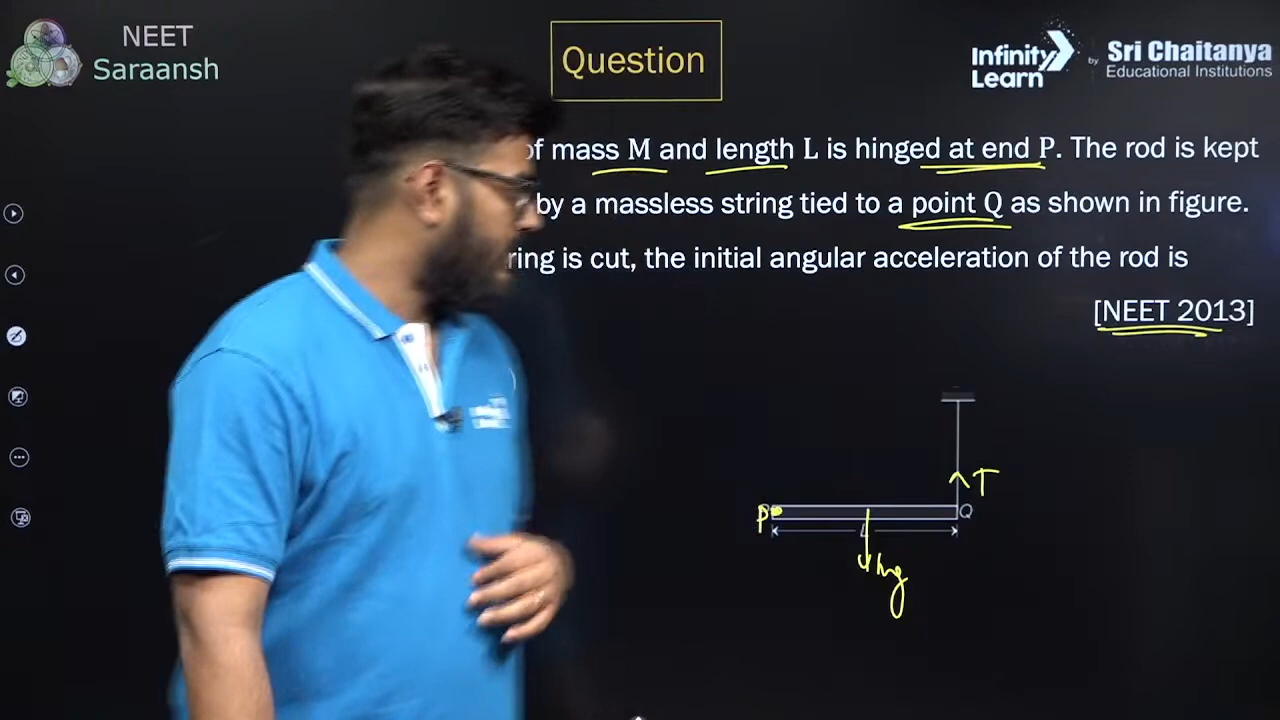 NEET
Saraansh
Question
Infinity
Learn
by
Sri Chaitanya
Educational Institutions
of mass M and length L is hinged at end P. The rod is kept
by a massless string tied to a point Q as shown in figure.
ring is cut, the initial angular acceleration of the rod is
[NEET 2013]
T
P
Q
L
mg